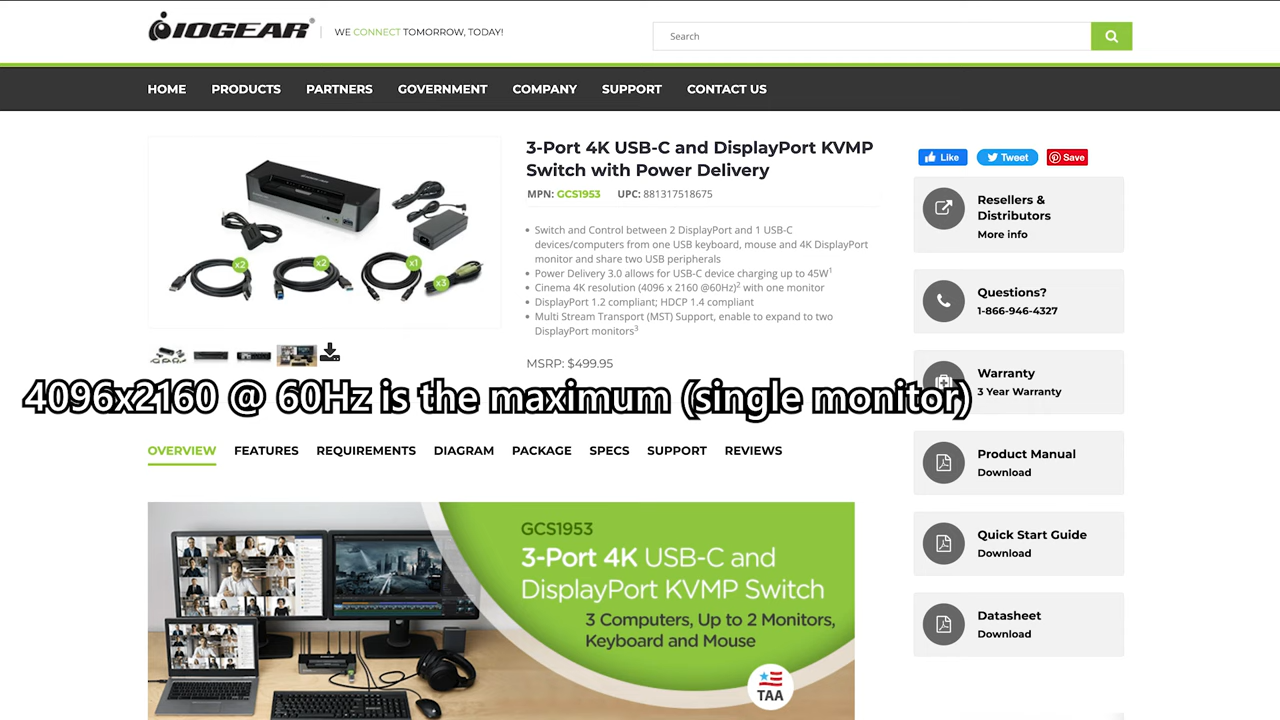 IOGEAR®
WE CONNECT TOMORROW, TODAY!
Search
HOME PRODUCTS PARTNERS GOVERNMENT COMPANY SUPPORT CONTACT US
x2
x2
x1
x3
3-Port 4K USB-C and DisplayPort KVMP
Switch with Power Delivery
MPN: GCS1953 UPC: 881317518675
• Switch and Control between 2 DisplayPort and 1 USB-C
devices/computers from one USB keyboard, mouse and 4K DisplayPort
monitor and share two USB peripherals
• Power Delivery 3.0 allows for USB-C device charging up to 45W1
• Cinema 4K resolution (4096 x 2160 @60Hz)2 with one monitor
• DisplayPort 1.2 compliant; HDCP 1.4 compliant
• Multi Stream Transport (MST) Support, enable to expand to two
DisplayPort monitors3
MSRP: $499.95
Like Tweet Save
Resellers &
Distributors
More info
Questions?
1-866-946-4327
Warranty
3 Year Warranty
Product Manual
Download
Quick Start Guide
Download
Datasheet
Download
4096x2160 @ 60Hz is the maximum (single monitor)
OVERVIEW FEATURES REQUIREMENTS DIAGRAM PACKAGE SPECS SUPPORT REVIEWS
GCS1953
3-Port 4K USB-C and
DisplayPort KVMP Switch
3 Computers, Up to 2 Monitors,
Keyboard and Mouse
TAA